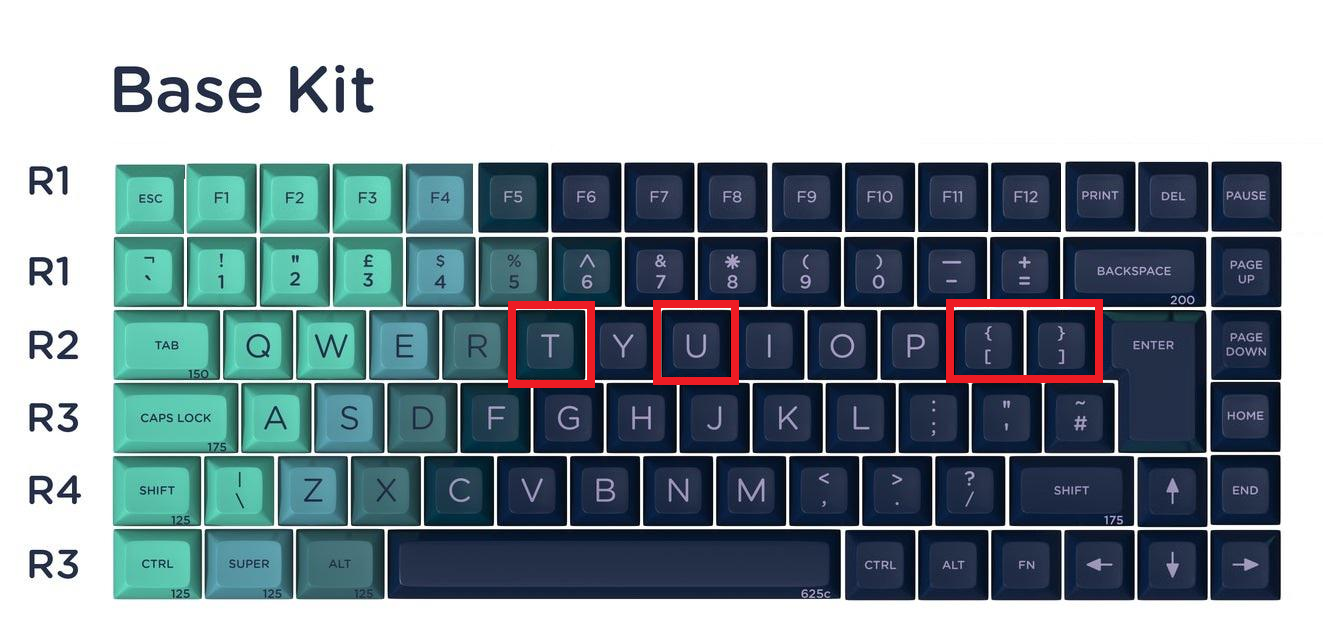 Base Kit
R1 ESC F1 F2 F3 F4 F5 F6 F7 F8 F9 F10 F11 F12 PRINT DEL PAUSE
R1 ¬ ! " £ $ % ^ & * ( ) — + BACKSPACE PAGE UP
` 1 2 3 4 5 6 7 8 9 0 - = 200
R2 TAB Q W E R T Y U I O P { } ENTER PAGE DOWN
150 [ ]
R3 CAPS LOCK A S D F G H J K L : " ~ HOME
175 ; ' #
R4 SHIFT | Z X C V B N M < > ? SHIFT END
125 \ , . / 175
R3 CTRL SUPER ALT CTRL ALT FN
125 125 125 625c